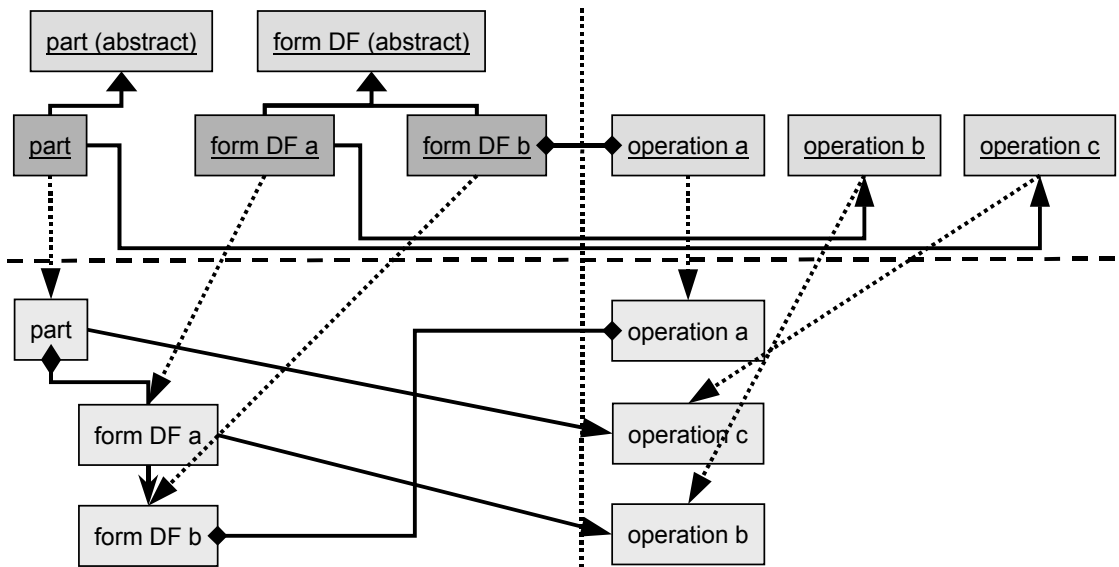 part (abstract)
form DF (abstract)
part
form DF a
form DF b
operation a
operation b
operation c
part
operation a
form DF a
operation c
form DF b
operation b